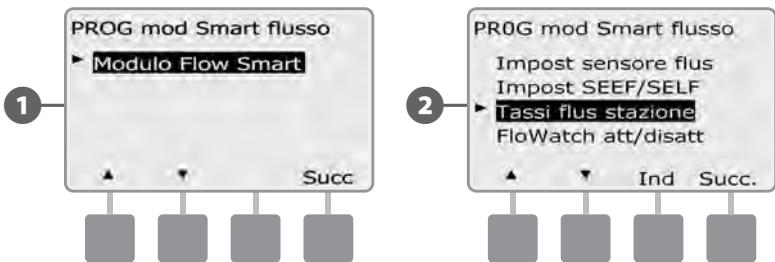 1
PROG mod Smart flusso
► Modulo Flow Smart
▲ ▼ Succ
2
PR0G mod Smart flusso
Impost sensore flus
Impost SEEF/SELF
► Tassi flus stazione
FloWatch att/disatt
▲ ▼ Ind Succ.